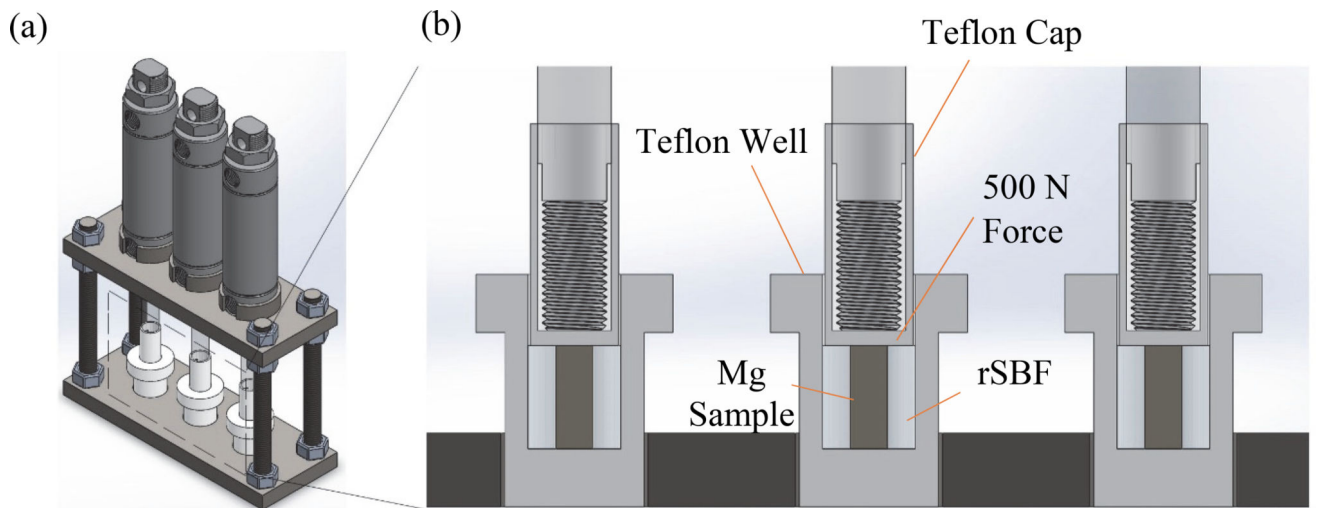 (a)
(b)
Teflon Cap
Teflon Well
500 N
Force
Mg
Sample
rSBF